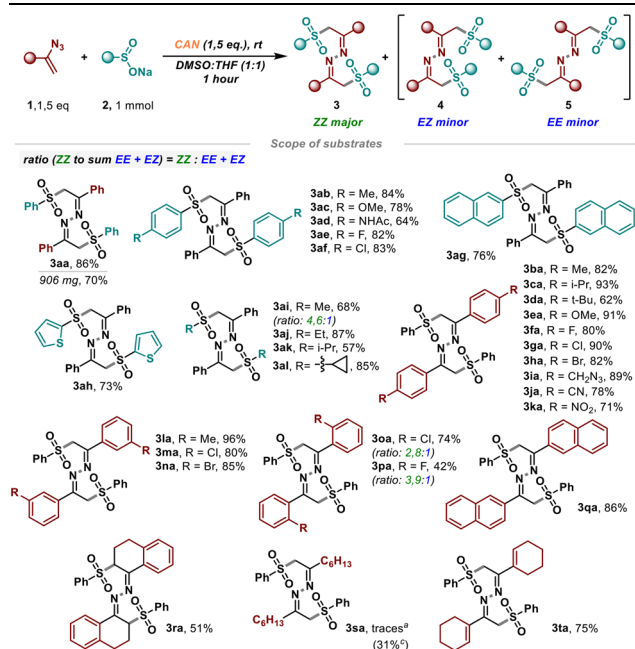 N₃
1,1,5 eq
+
O
S
ONa
2, 1 mmol
CAN (1,5 eq.), rt
DMSO:THF (1:1)
1 hour
3
ZZ major
+
4
EZ minor
+
5
EE minor
Scope of substrates
ratio (ZZ to sum EE + EZ) = ZZ : EE + EZ
3aa, 86%
906 mg, 70%
3ab, R = Me, 84%
3ac, R = OMe, 78%
3ad, R = NHAc, 64%
3ae, R = F, 82%
3af, R = Cl, 83%
3ag, 76%
3ah, 73%
3ai, R= Me, 68%
(ratio: 4,6:1)
3aj, R= Et, 87%
3ak, R= i-Pr, 57%
3al, R= , 85%
3ba, R = Me, 82%
3ca, R = i-Pr, 93%
3da, R = t-Bu, 62%
3ea, R = OMe, 91%
3fa, R = F, 80%
3ga, R = Cl, 90%
3ha, R = Br, 82%
3ia, R = CH₂N₃, 89%
3ja, R = CN, 78%
3ka, R = NO₂, 71%
3la, R = Me, 96%
3ma, R = Cl, 80%
3na, R = Br, 85%
3oa, R = Cl, 74%
(ratio: 2,8:1)
3pa, R = F, 42%
(ratio: 3,9:1)
3qa, 86%
3ra, 51%
C₆H₁₃
C₆H₁₃
3sa, tracesᵃ
(31%ᶜ)
3ta, 75%